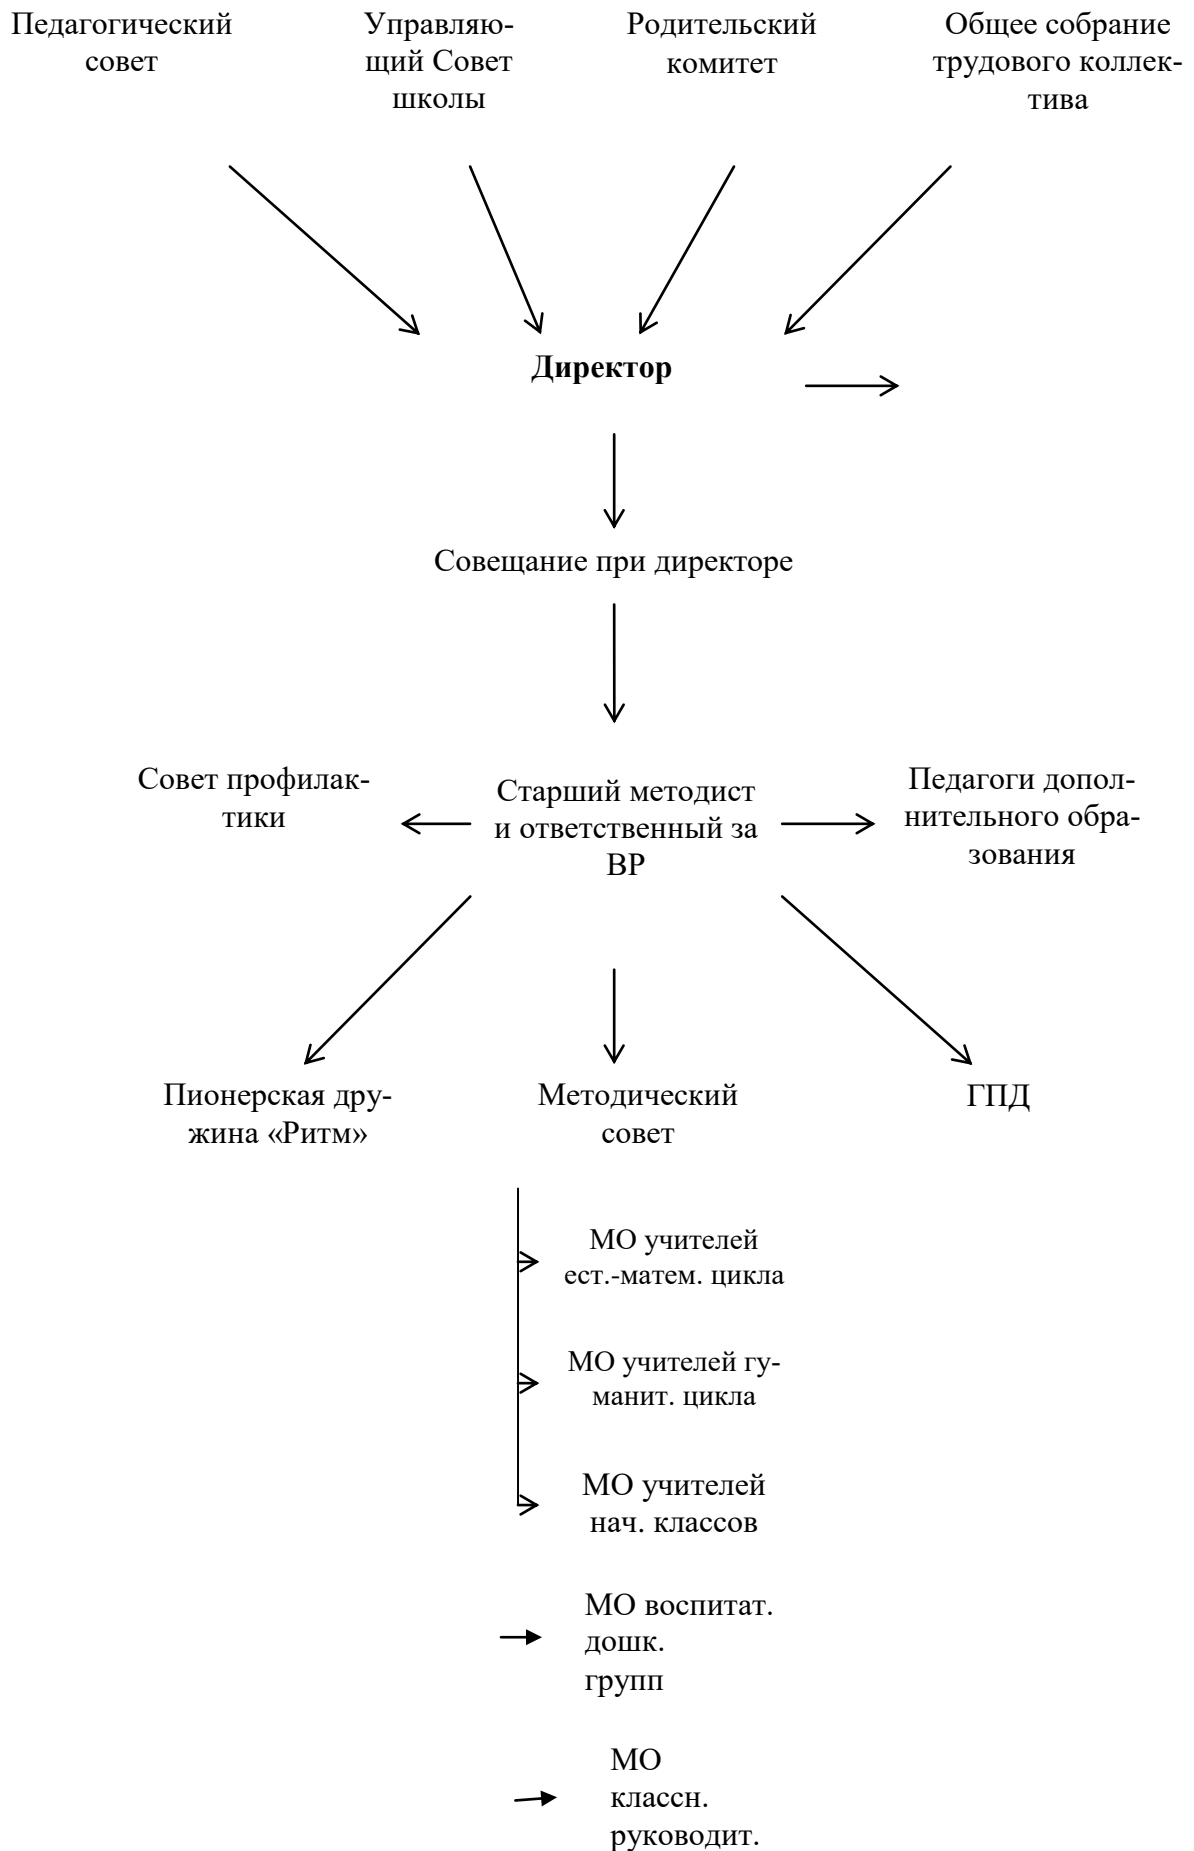 Педагогический
совет
Управляю-
щий Совет
школы
Родительский
комитет
Общее собрание
трудового коллек-
тива
Директор
Совещание при директоре
Совет профилак-
тики
Старший методист
и ответственный за
ВР
Педагоги допол-
нительного обра-
зования
Пионерская дру-
жина «Ритм»
Методический
совет
ГПД
МО учителей
ест.-матем. цикла
МО учителей гу-
манит. цикла
МО учителей
нач. классов
МО воспитат.
дошк.
групп
МО
классн.
руководит.